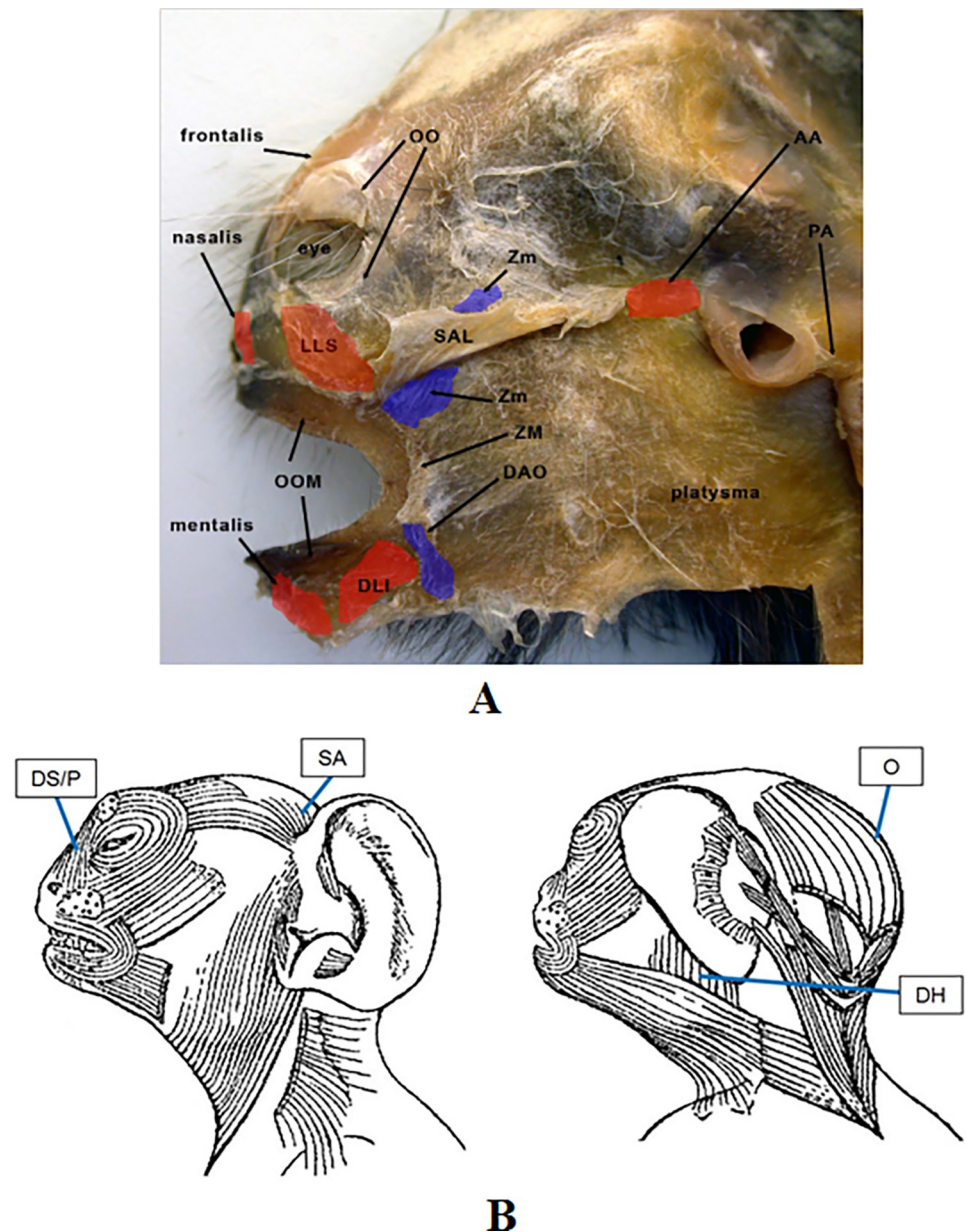 frontalis
OO
AA
nasalis
PA
eye
Zm
LLS
SAL
Zm
ZM
OOM
DAO
mentalis
platysma
DLI
A
DS/P
SA
O
DH
B